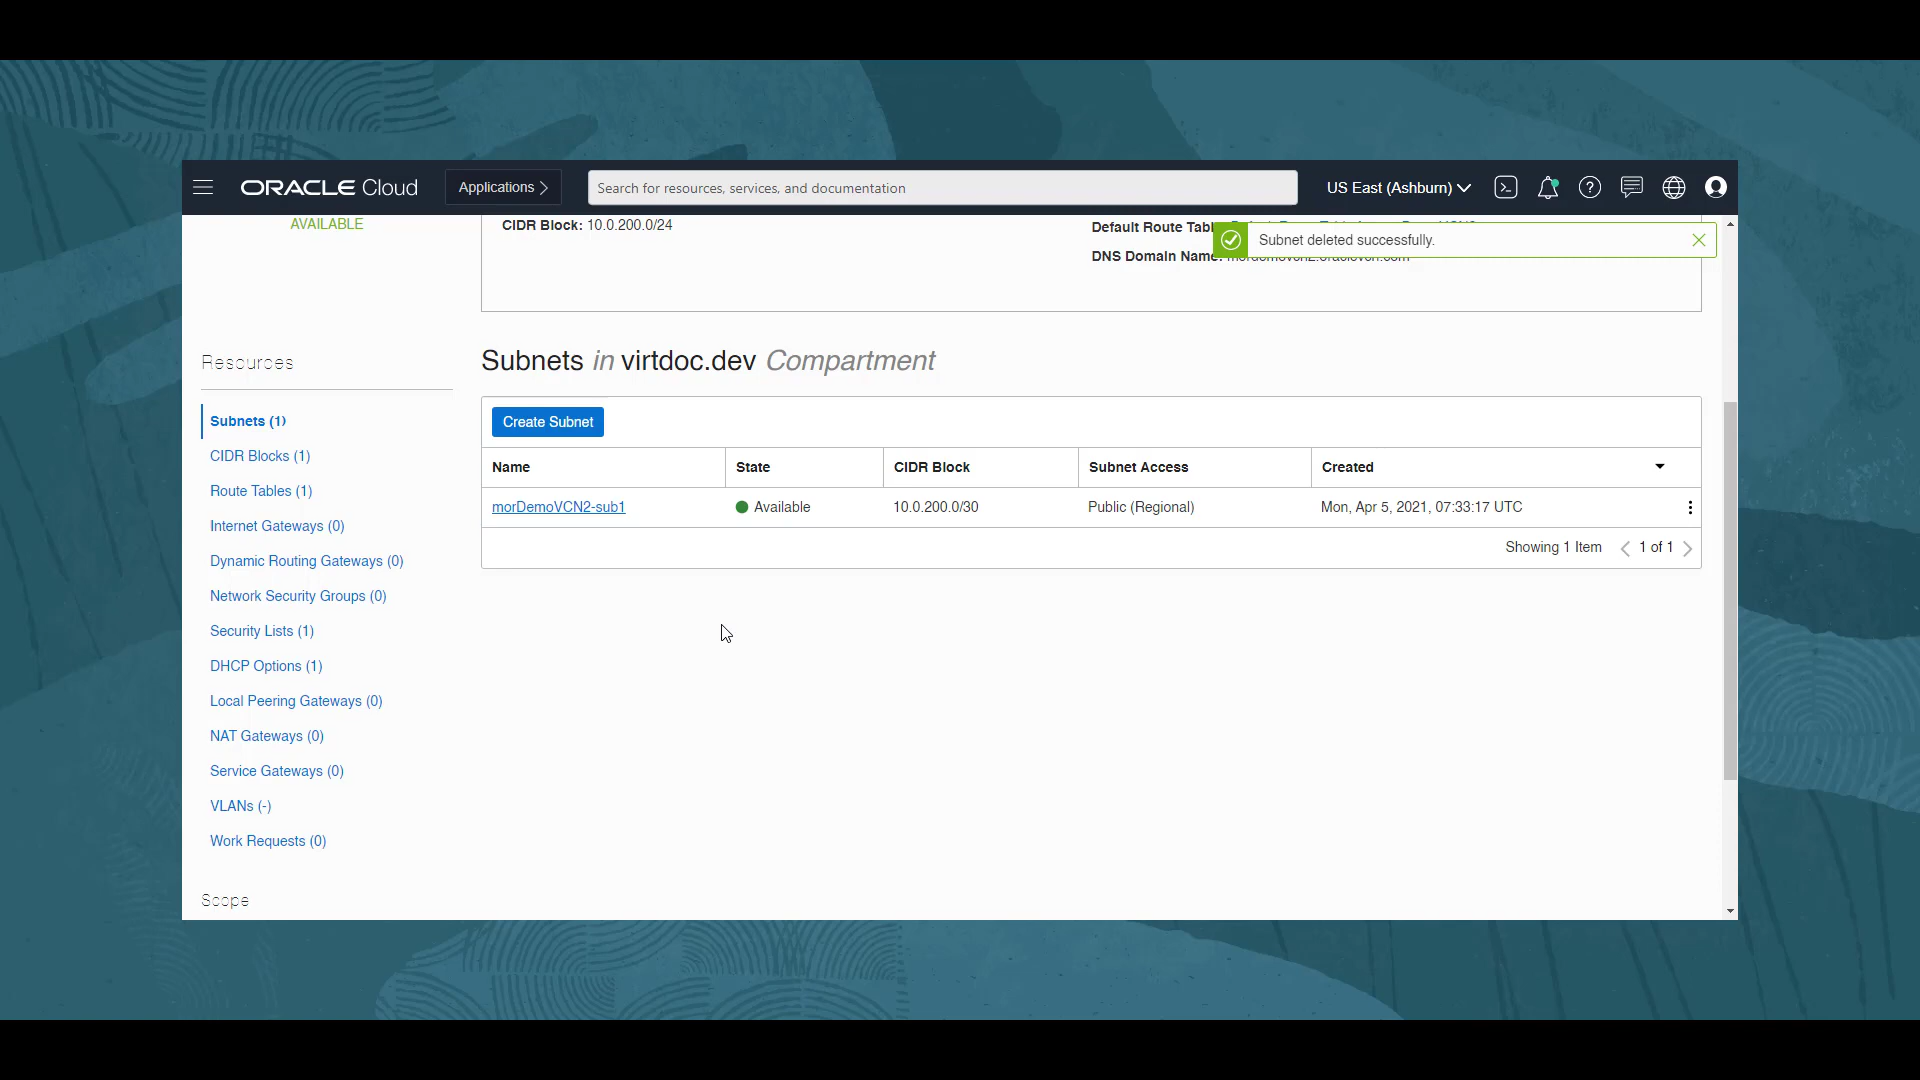 ORACLE Cloud
Applications
Search for resources, services, and documentation
US East (Ashburn)
AVAILABLE
CIDR Block: 10.0.200.0/24
Default Route Tabl
Subnet deleted successfully.
DNS Domain Name:
Resources
Subnets in virtdoc.dev Compartment
Subnets (1)
CIDR Blocks (1)
Route Tables (1)
Internet Gateways (0)
Dynamic Routing Gateways (0)
Network Security Groups (0)
Security Lists (1)
DHCP Options (1)
Local Peering Gateways (0)
NAT Gateways (0)
Service Gateways (0)
VLANs (-)
Work Requests (0)
Scope
Create Subnet
Name State CIDR Block Subnet Access Created
morDemoVCN2-sub1 Available 10.0.200.0/30 Public (Regional) Mon, Apr 5, 2021, 07:33:17 UTC
Showing 1 Item 1 of 1